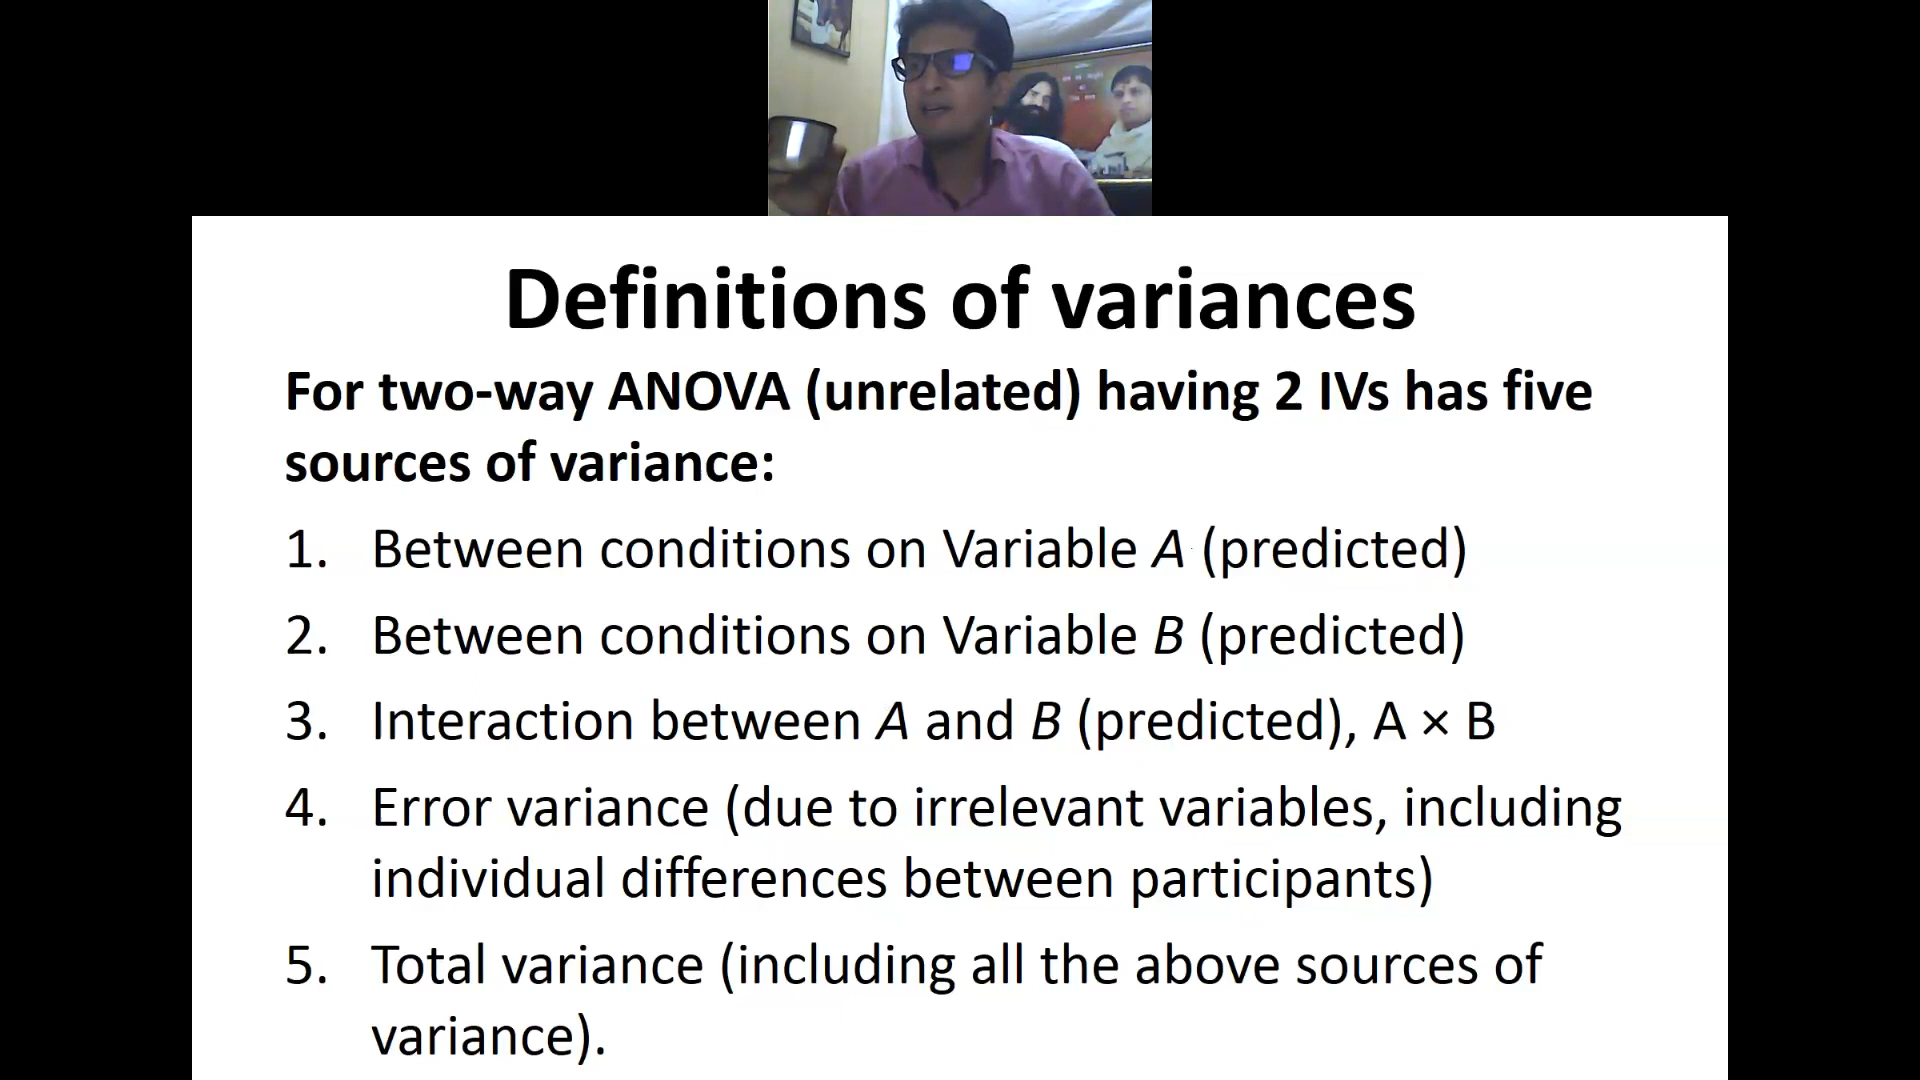 Definitions of variances
For two-way ANOVA (unrelated) having 2 IVs has five
sources of variance:
1. Between conditions on Variable A (predicted)
2. Between conditions on Variable B (predicted)
3. Interaction between A and B (predicted), A × B
4. Error variance (due to irrelevant variables, including
individual differences between participants)
5. Total variance (including all the above sources of
variance).